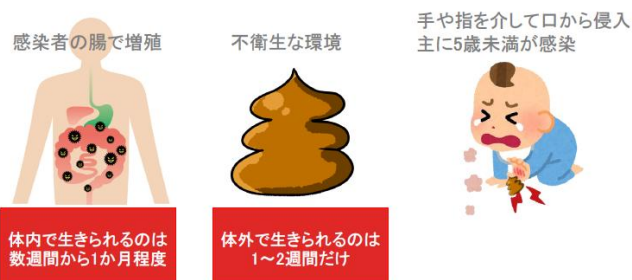 感染者の腸で増殖
不衛生な環境
手や指を介して口から侵入
主に5歳未満が感染
体内で生きられるのは
数週間から1か月程度
体外で生きられるのは
1～2週間だけ